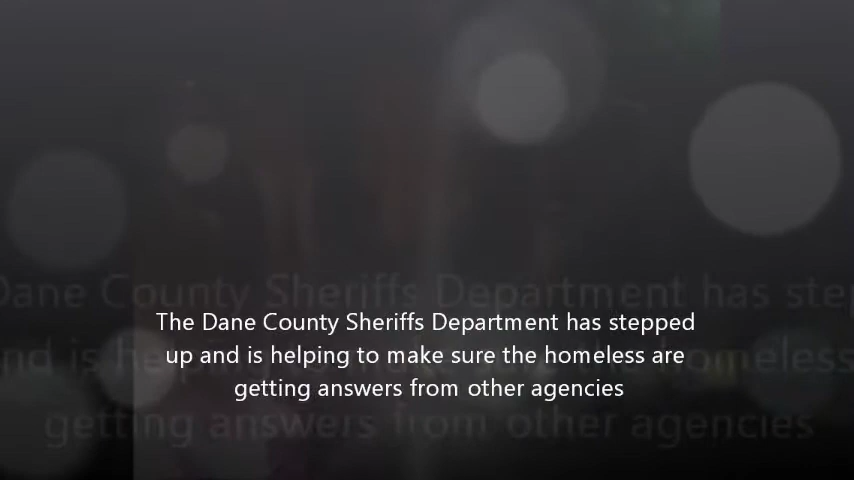 The Dane County Sheriffs Department has stepped
up and is helping to make sure the homeless are
getting answers from other agencies